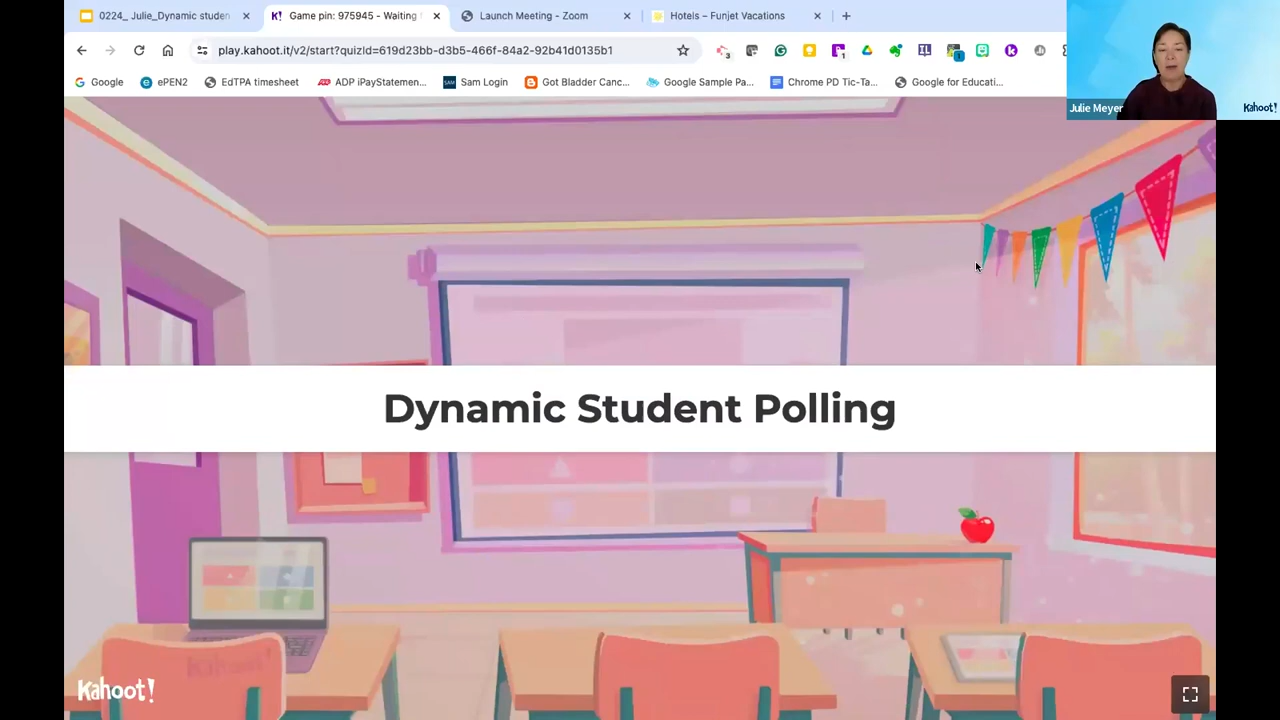 0224_ Julie_Dynamic studen
Game pin: 975945 - Waiting
Launch Meeting - Zoom
Hotels – Funjet Vacations
play.kahoot.it/v2/start?quizId=619d23bb-d3b5-466f-84a2-92b41d0135b1
Google
ePEN2
EdTPA timesheet
ADP iPayStatemen...
Sam Login
Got Bladder Canc...
Google Sample Pa...
Chrome PD Tic-Ta...
Google for Educati...
Julie Meyer
Kahoot!
Dynamic Student Polling
Kahoot!